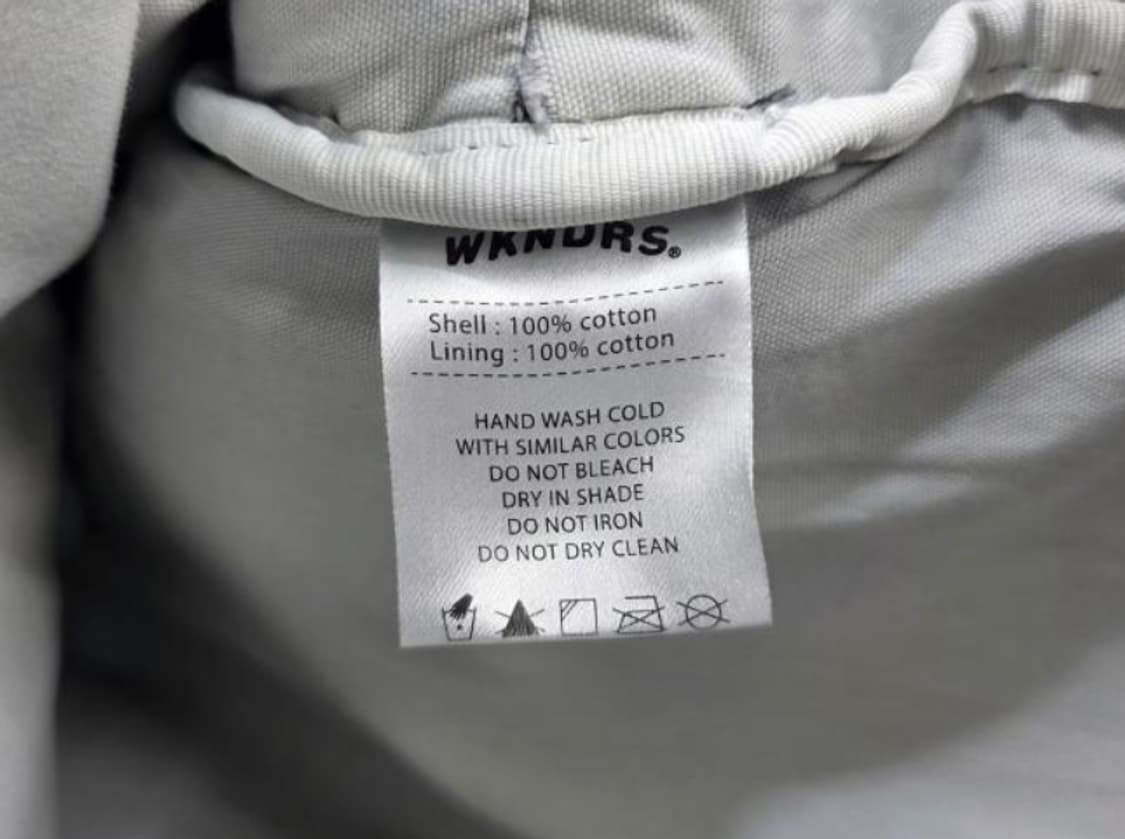 WKNDRS®
Shell : 100% cotton
Lining : 100% cotton
HAND WASH COLD
WITH SIMILAR COLORS
DO NOT BLEACH
DRY IN SHADE
DO NOT IRON
DO NOT DRY CLEAN